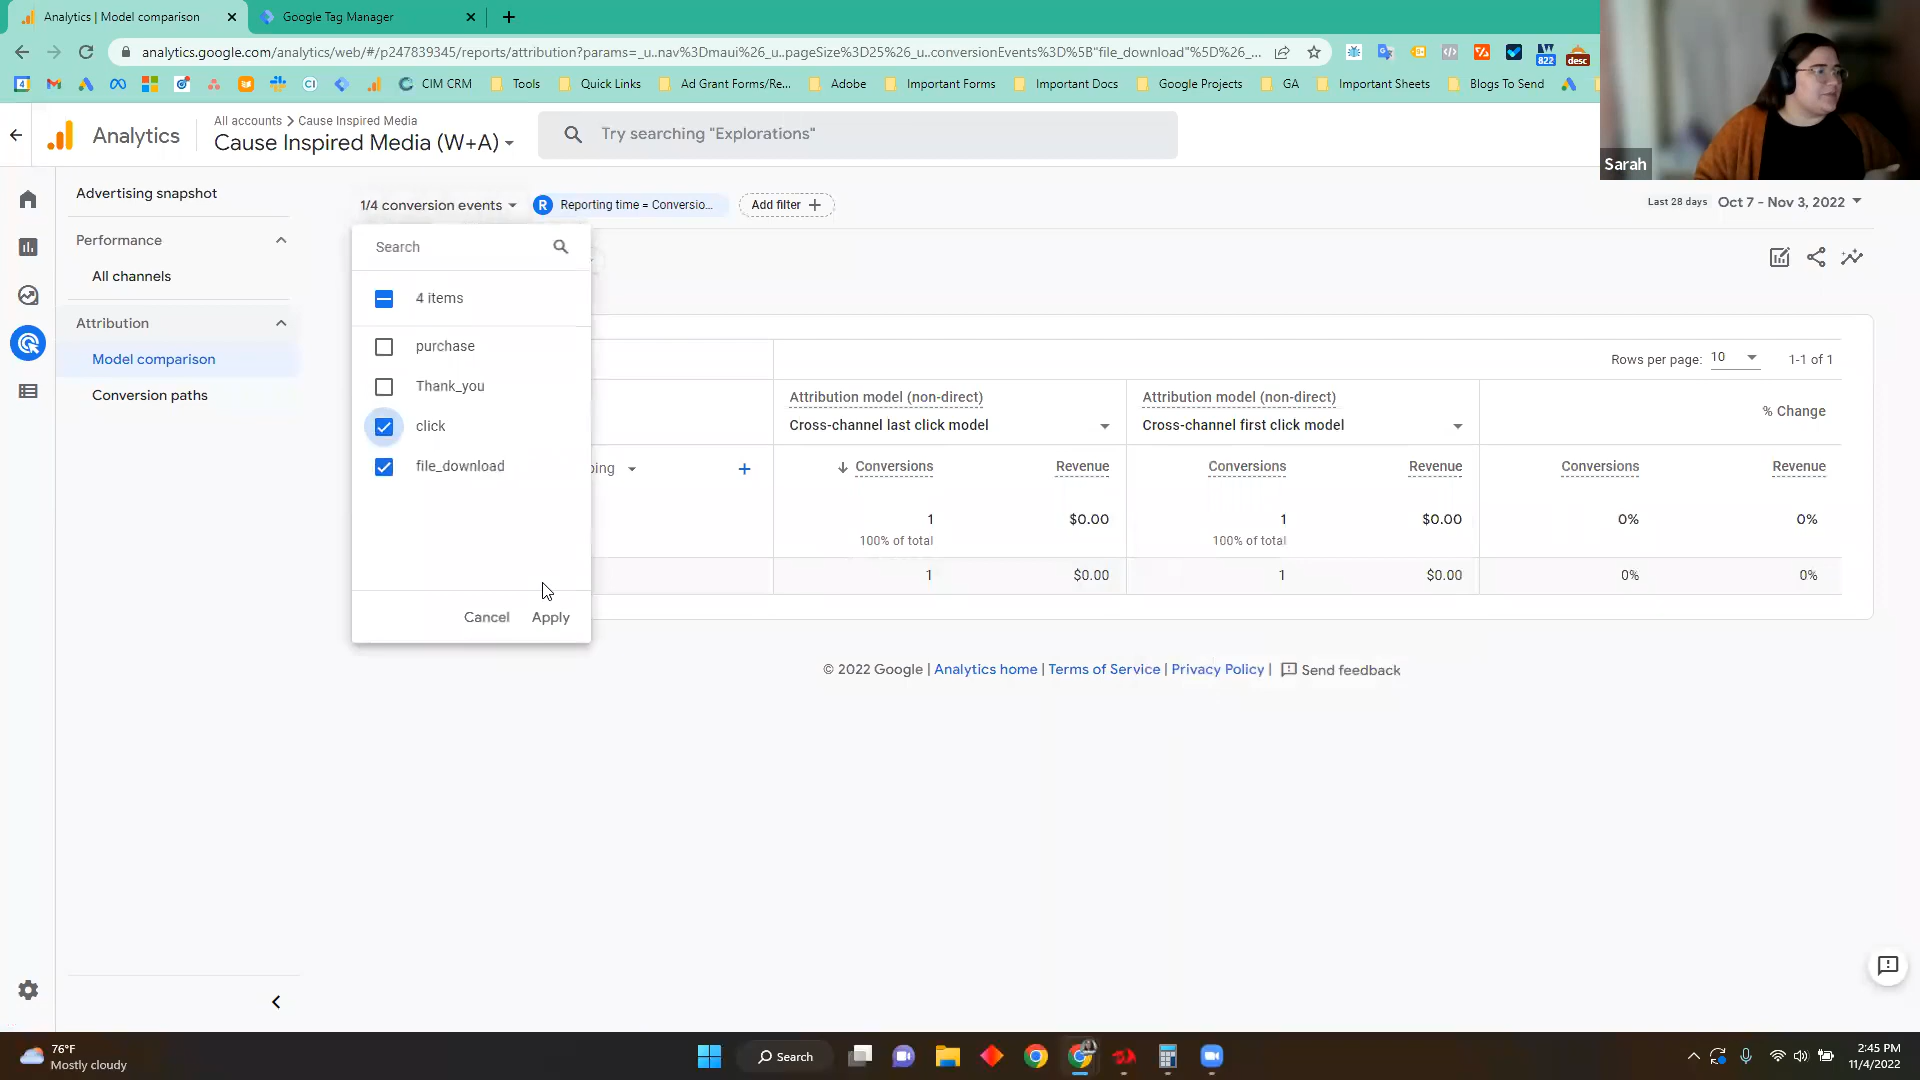 Analytics | Model comparison
Google Tag Manager
analytics.google.com/analytics/web/#/p247839345/reports/attribution?params=_u..nav%3Dmaui%26_u..pageSize%3D25%26_u..conversionEvents%3D%5B"file_download"%5D%26_...
822
desc
4
CI
CIM CRM
Tools
Quick Links
Ad Grant Forms/Re...
Adobe
Important Forms
Important Docs
Google Projects
GA
Important Sheets
Blogs To Send
Sarah
Analytics
All accounts > Cause Inspired Media
Cause Inspired Media (W+A)
Try searching "Explorations"
Advertising snapshot
Performance
All channels
Attribution
Model comparison
Conversion paths
1/4 conversion events
R
Reporting time = Conversio...
Add filter
Last 28 days
Oct 7 - Nov 3, 2022
Search
4 items
purchase
Thank_you
click
file_download
Cancel
Apply
Rows per page:
10
1-1 of 1
Attribution model (non-direct)
Cross-channel last click model
Attribution model (non-direct)
Cross-channel first click model
% Change
ping
Conversions
Revenue
Conversions
Revenue
Conversions
Revenue
1
$0.00
1
$0.00
0%
0%
100% of total
100% of total
1
$0.00
1
$0.00
0%
0%
© 2022 Google | Analytics home | Terms of Service | Privacy Policy |
Send feedback
76°F
Mostly cloudy
Search
2:45 PM
11/4/2022